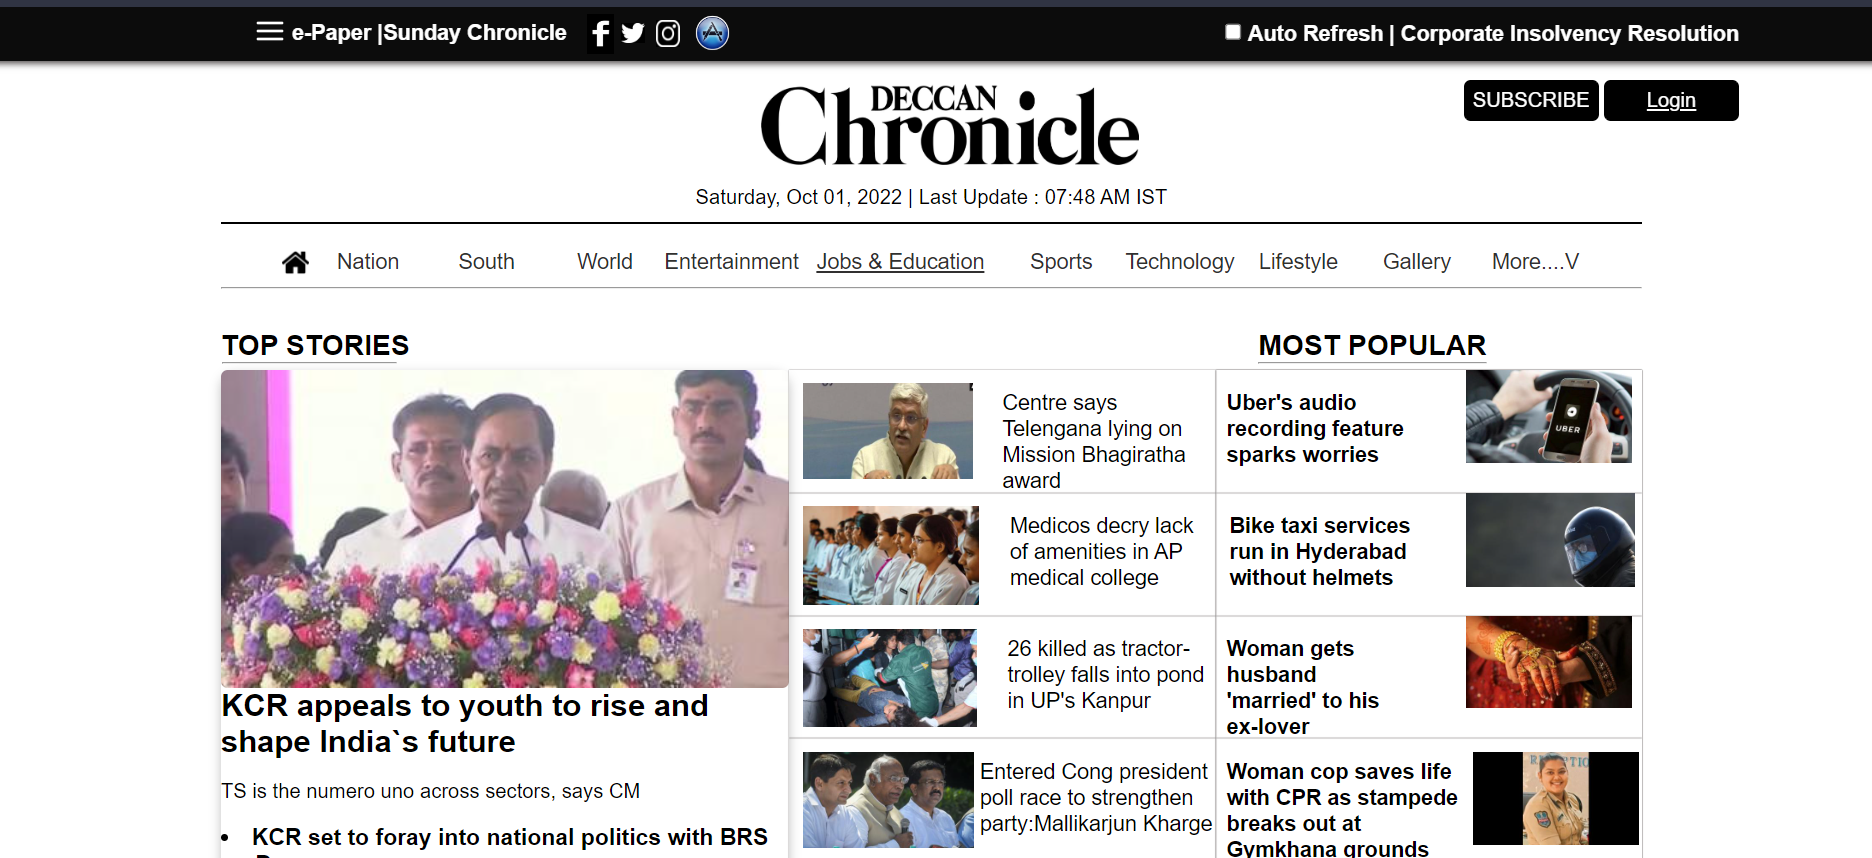 e-Paper |Sunday Chronicle
Auto Refresh | Corporate Insolvency Resolution
DECCAN
Chronicle
SUBSCRIBE
Login
Saturday, Oct 01, 2022 | Last Update : 07:48 AM IST
Nation South World Entertainment Jobs & Education Sports Technology Lifestyle Gallery More....V
TOP STORIES
KCR appeals to youth to rise and
shape India`s future
TS is the numero uno across sectors, says CM
• KCR set to foray into national politics with BRS
Centre says
Telengana lying on
Mission Bhagiratha
award
Medicos decry lack
of amenities in AP
medical college
26 killed as tractor-
trolley falls into pond
in UP's Kanpur
Entered Cong president
poll race to strengthen
party:Mallikarjun Kharge
MOST POPULAR
Uber's audio
recording feature
sparks worries
UBER
Bike taxi services
run in Hyderabad
without helmets
Woman gets
husband
'married' to his
ex-lover
Woman cop saves life
with CPR as stampede
breaks out at
Gymkhana grounds